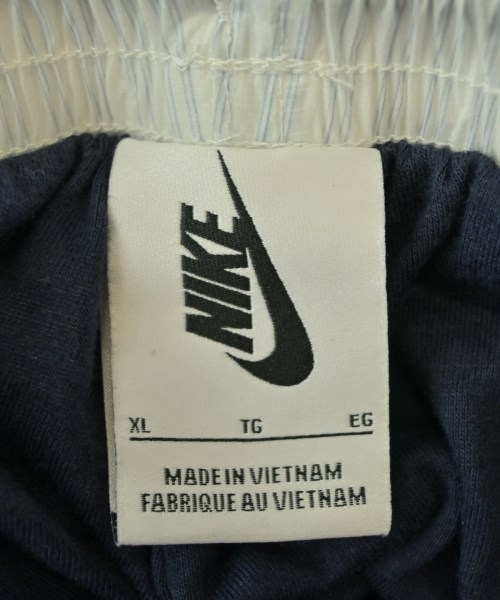 NIKE
XL TG EG
MADE IN VIETNAM
FABRIQUE AU VIETNAM